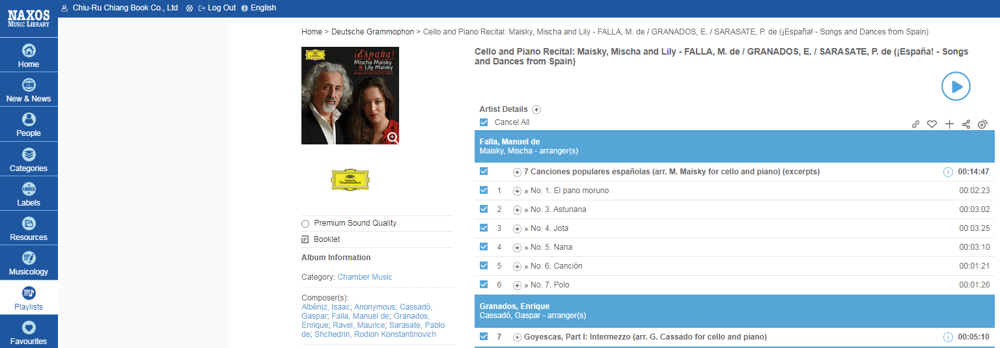 NAXOS
MUSIC LIBRARY
Chiu-Ru Chiang Book Co., Ltd Log Out English
Home
New & News
People
Categories
Labels
Resources
Musicology
Playlists
Favourites
NEW
LABELS
Home > Deutsche Grammophon > Cello and Piano Recital: Maisky, Mischa and Lily - FALLA, M. de / GRANADOS, E. / SARASATE, P. de (¡España! - Songs and Dances from Spain)
¡España!
Mischa Maisky
& Lily Maisky
Songs and Dances from Spain
Deutsche
Grammophon
Premium Sound Quality
Booklet
Album Information
Category: Chamber Music
Composer(s):
Albéniz, Isaac; Anonymous; Cassadó,
Gaspar; Falla, Manuel de; Granados,
Enrique; Ravel, Maurice; Sarasate, Pablo
de; Shchedrin, Rodion Konstantinovich
Cello and Piano Recital: Maisky, Mischa and Lily - FALLA, M. de / GRANADOS, E. / SARASATE, P. de (¡España! - Songs
and Dances from Spain)
Artist Details
Cancel All
Falla, Manuel de
Maisky, Mischa - arranger(s)
7 Canciones populares españolas (arr. M. Maisky for cello and piano) (excerpts) 00:14:47
1 » No. 1. El pano moruno 00:02:23
2 » No. 3. Asturiana 00:03:02
3 » No. 4. Jota 00:03:25
4 » No. 5. Nana 00:03:10
5 » No. 6. Canción 00:01:21
6 » No. 7. Polo 00:01:26
Granados, Enrique
Cassadó, Gaspar - arranger(s)
7 Goyescas, Part I: Intermezzo (arr. G. Cassado for cello and piano) 00:05:10